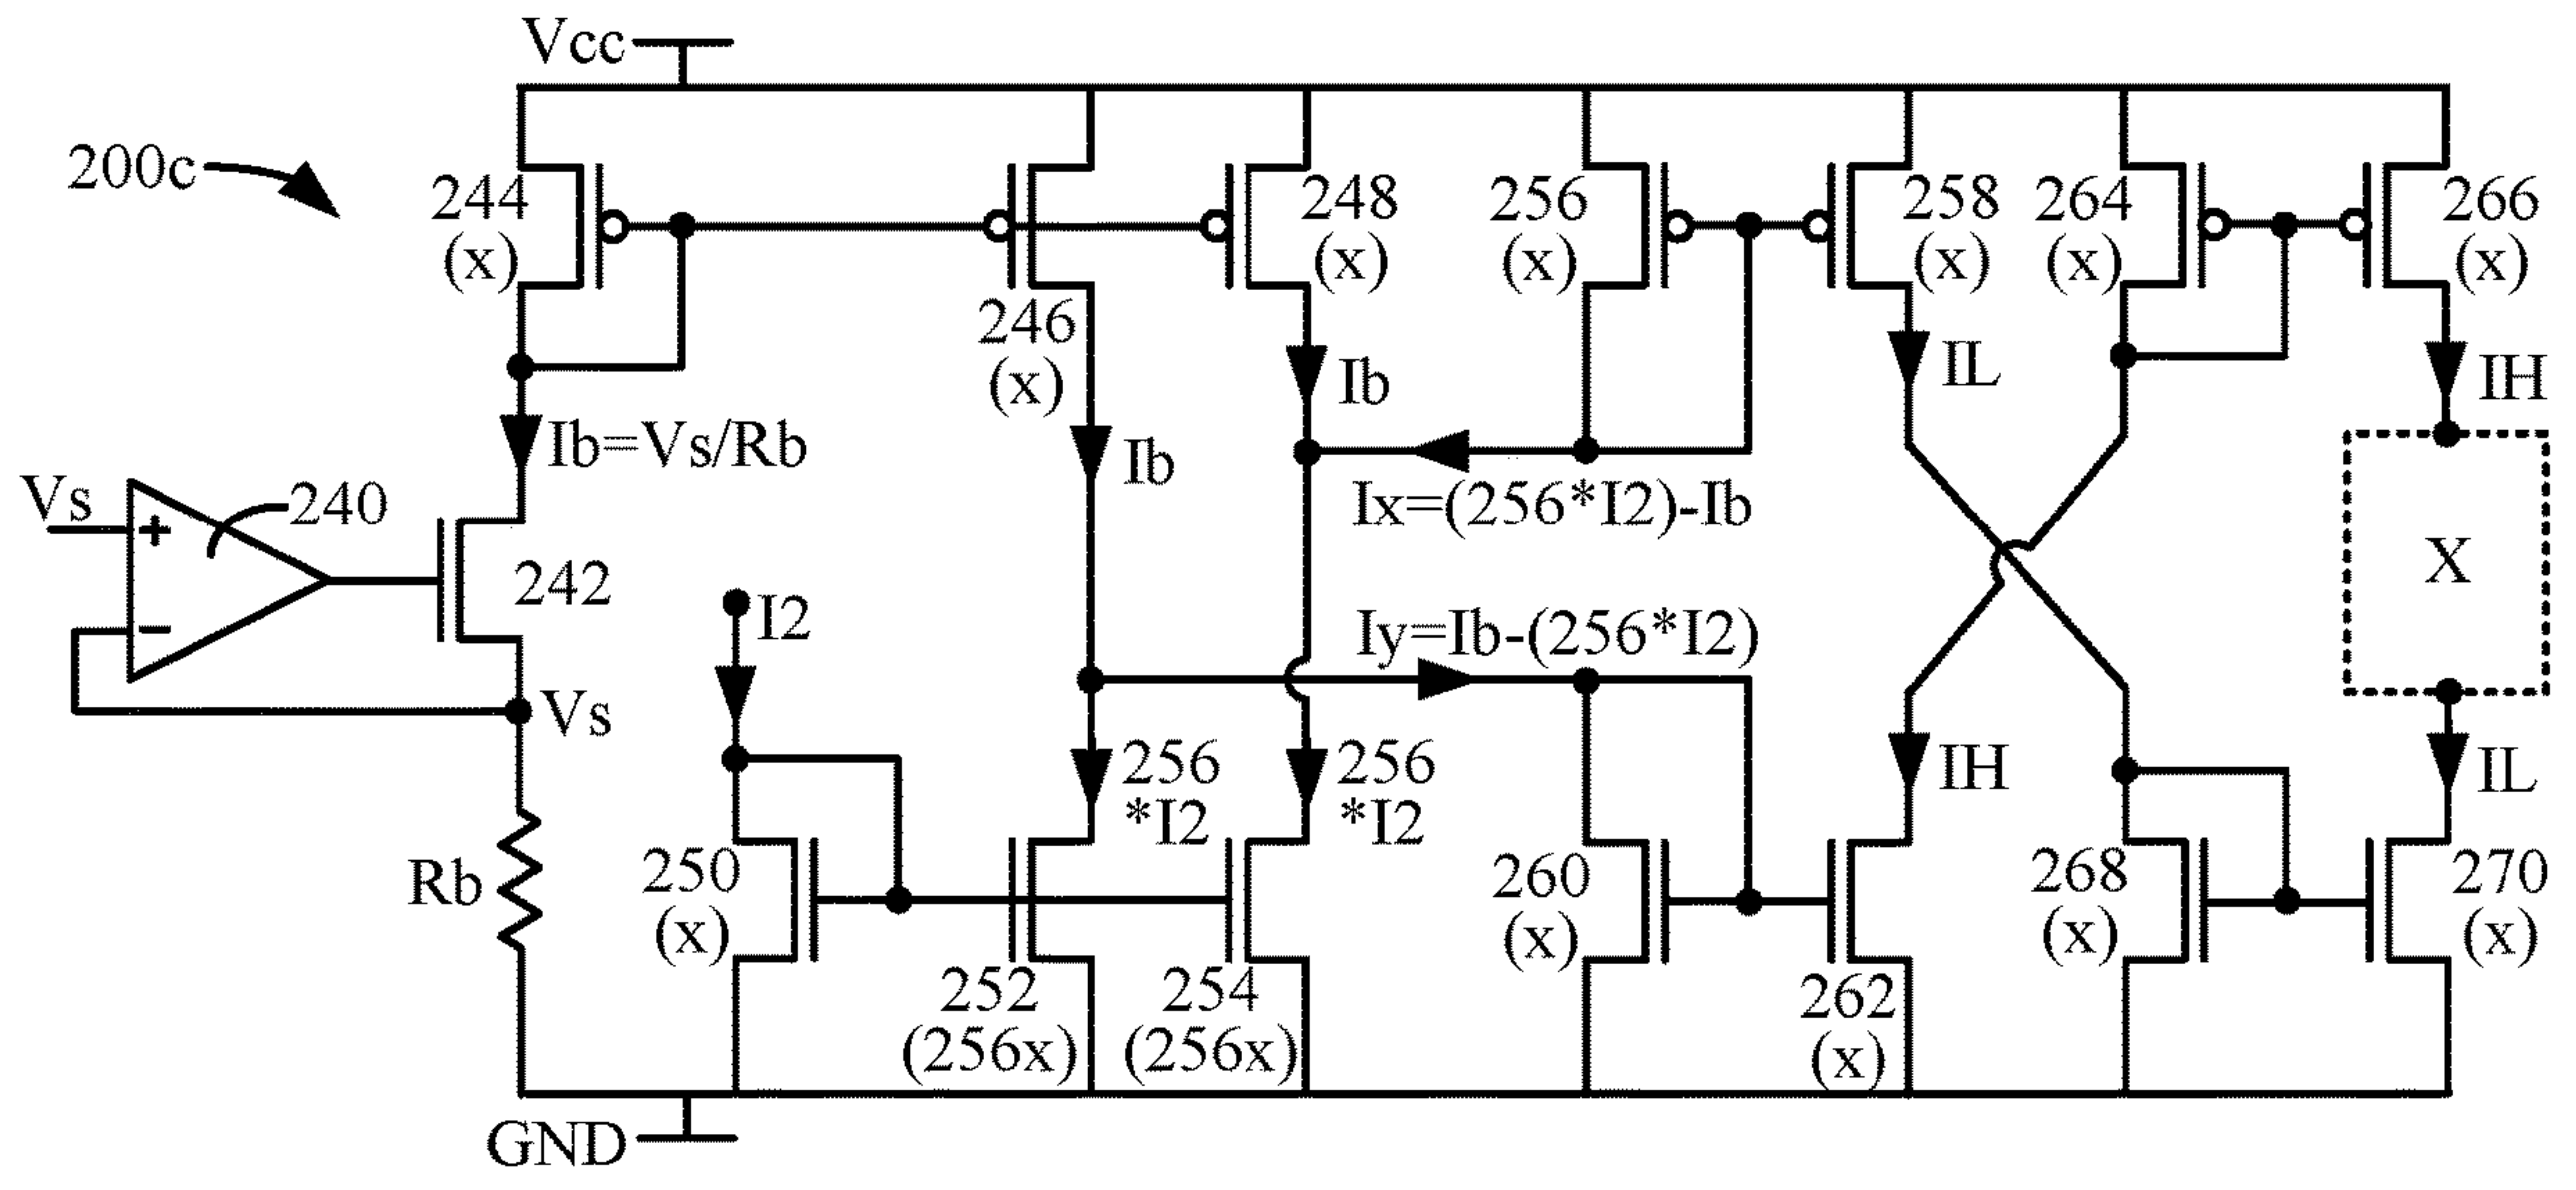 Vcc
200c
244
(x)
246
(x)
248
(x)
256
(x)
258
(x)
264
(x)
266
(x)
Ib=Vs/Rb
Ib
Ib
IL
IH
Ix=(256*I2)-Ib
Vs
+
-
240
242
Vs
I2
Iy=Ib-(256*I2)
X
256
*I2
256
*I2
IH
IL
Rb
250
(x)
252
(256x)
254
(256x)
260
(x)
262
(x)
268
(x)
270
(x)
GND